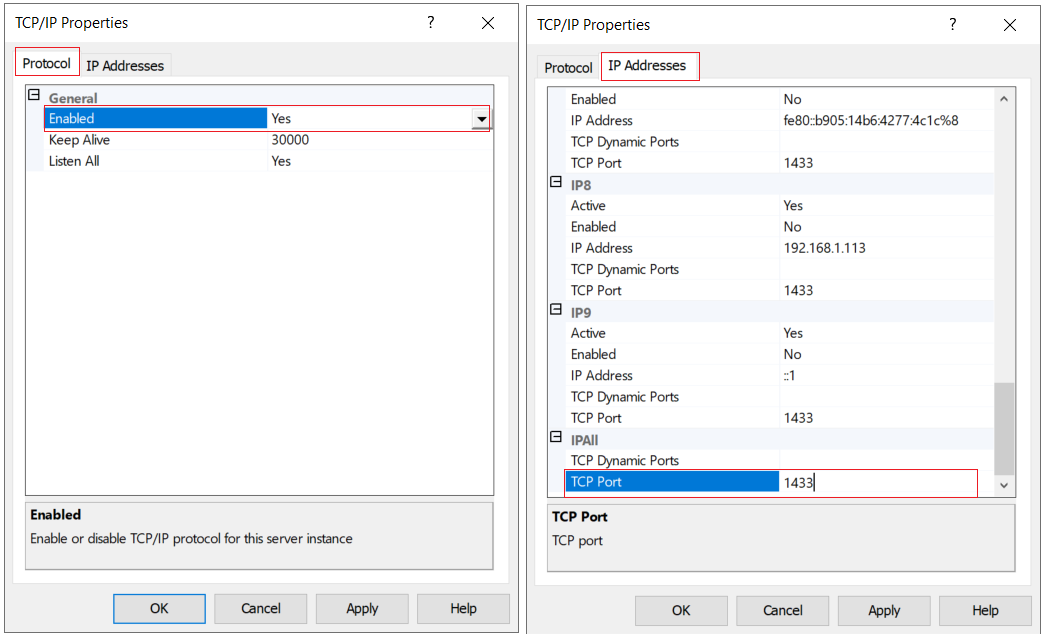 TCP/IP Properties
?
Protocol
IP Addresses
General
Enabled Yes
Keep Alive 30000
Listen All Yes
Enabled
Enable or disable TCP/IP protocol for this server instance
OK
Cancel
Apply
Help
TCP/IP Properties
?
Protocol
IP Addresses
Enabled No
IP Address fe80::b905:14b6:4277:4c1c%8
TCP Dynamic Ports
TCP Port 1433
IP8
Active Yes
Enabled No
IP Address 192.168.1.113
TCP Dynamic Ports
TCP Port 1433
IP9
Active Yes
Enabled No
IP Address ::1
TCP Dynamic Ports
TCP Port 1433
IPAll
TCP Dynamic Ports
TCP Port 1433
TCP Port
TCP port
OK
Cancel
Apply
Help